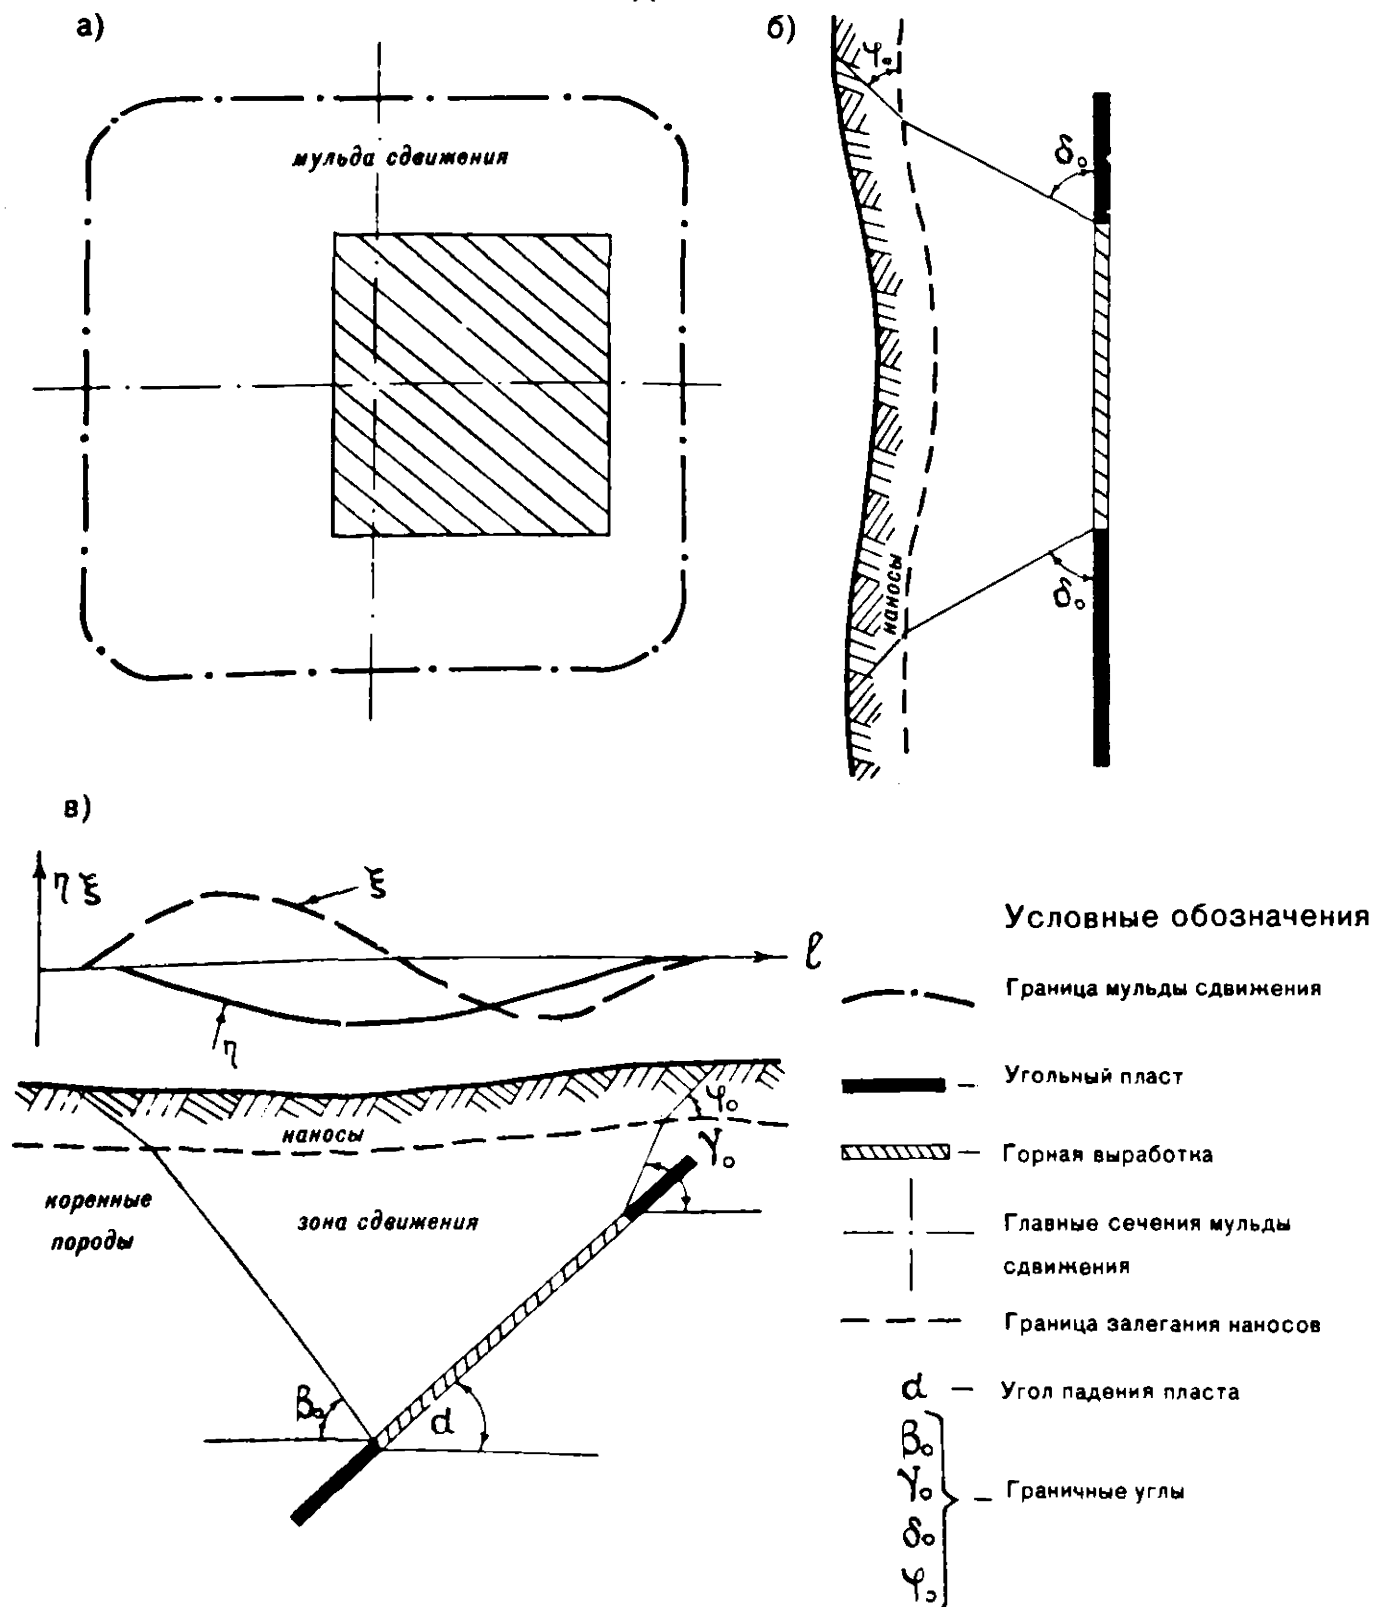 а)
мульда сдвижения
б)
φ₀
δ₀
наносы
δ₀
в)
η ξ
ξ
l
η
наносы
φ₀
γ₀
коренные
породы
зона сдвижения
β₀
α
Условные обозначения
Граница мульды сдвижения
— Угольный пласт
— Горная выработка
Главные сечения мульды
сдвижения
Граница залегания наносов
α — Угол падения пласта
β₀
γ₀
— Граничные углы
δ₀
φ₀